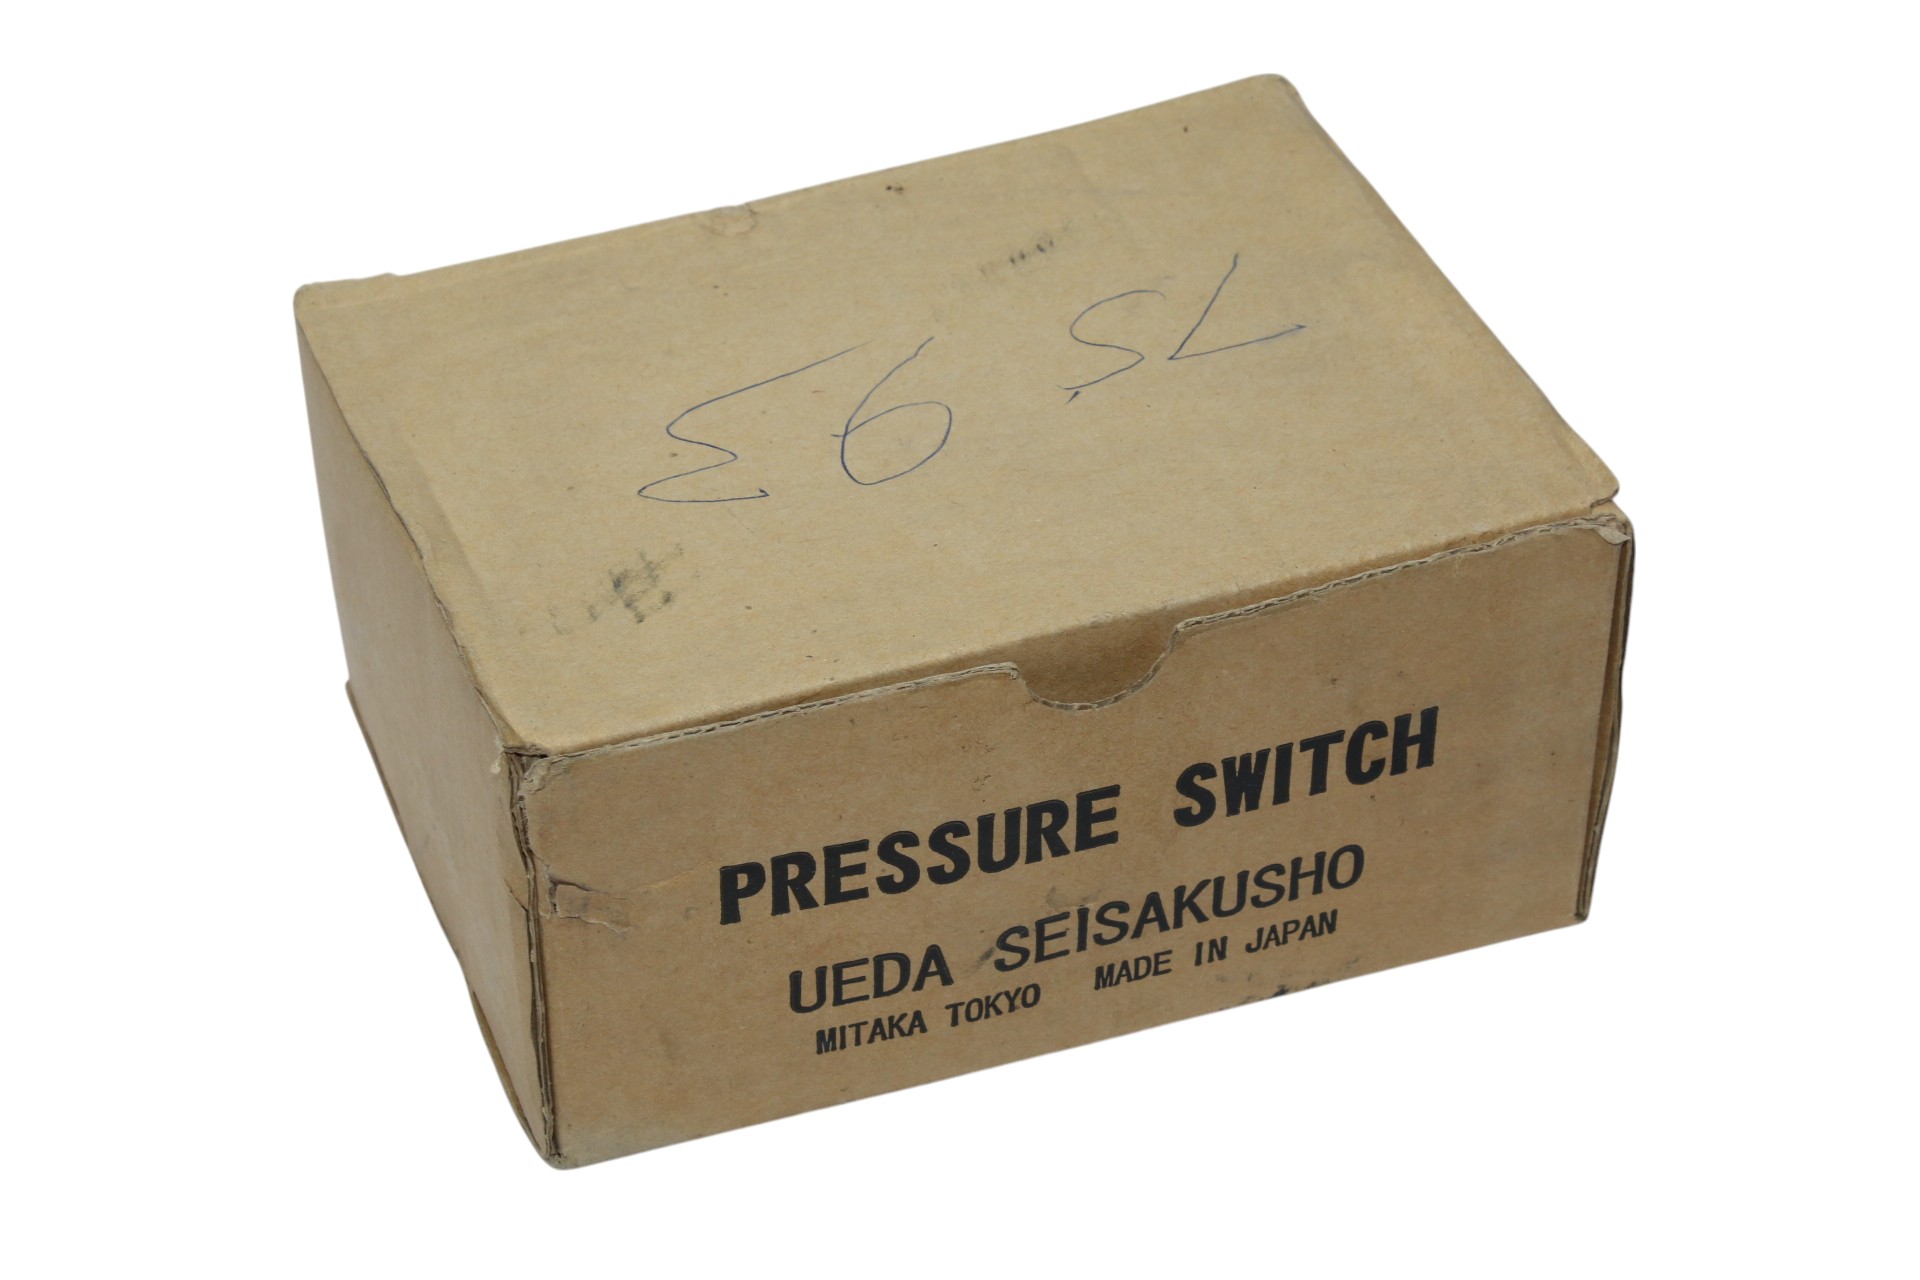 75 93
PRESSURE SWITCH
UEDA SEISAKUSHO
MITAKA TOKYO MADE IN JAPAN